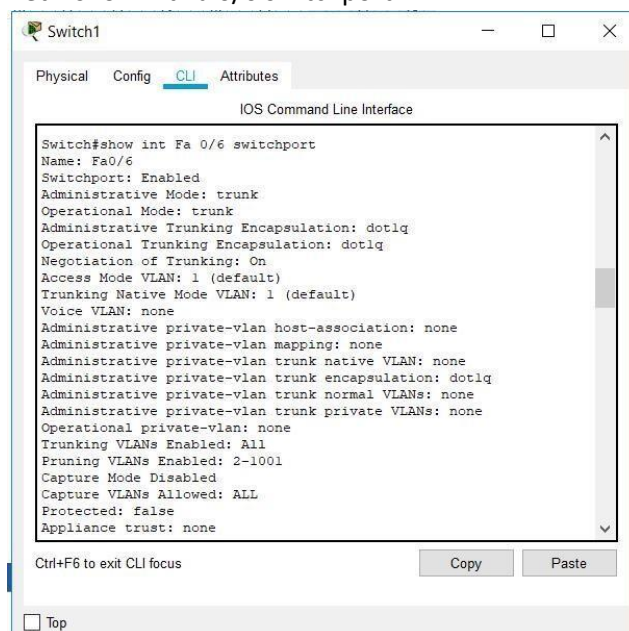 Switch1
Physical Config CLI Attributes
IOS Command Line Interface
Switch#show int Fa 0/6 switchport
Name: Fa0/6
Switchport: Enabled
Administrative Mode: trunk
Operational Mode: trunk
Administrative Trunking Encapsulation: dot1q
Operational Trunking Encapsulation: dot1q
Negotiation of Trunking: On
Access Mode VLAN: 1 (default)
Trunking Native Mode VLAN: 1 (default)
Voice VLAN: none
Administrative private-vlan host-association: none
Administrative private-vlan mapping: none
Administrative private-vlan trunk native VLAN: none
Administrative private-vlan trunk encapsulation: dot1q
Administrative private-vlan trunk normal VLANs: none
Administrative private-vlan trunk private VLANs: none
Operational private-vlan: none
Trunking VLANs Enabled: All
Pruning VLANs Enabled: 2-1001
Capture Mode Disabled
Capture VLANs Allowed: ALL
Protected: false
Appliance trust: none
Ctrl+F6 to exit CLI focus
Copy Paste
Top